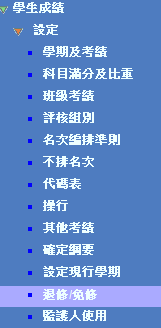 學生成績
設定
學期及考績
科目滿分及比重
班級考績
評核組別
名次編排準則
不排名次
代碼表
操行
其他考績
確定綱要
設定現行學期
退修/免修
監護人使用